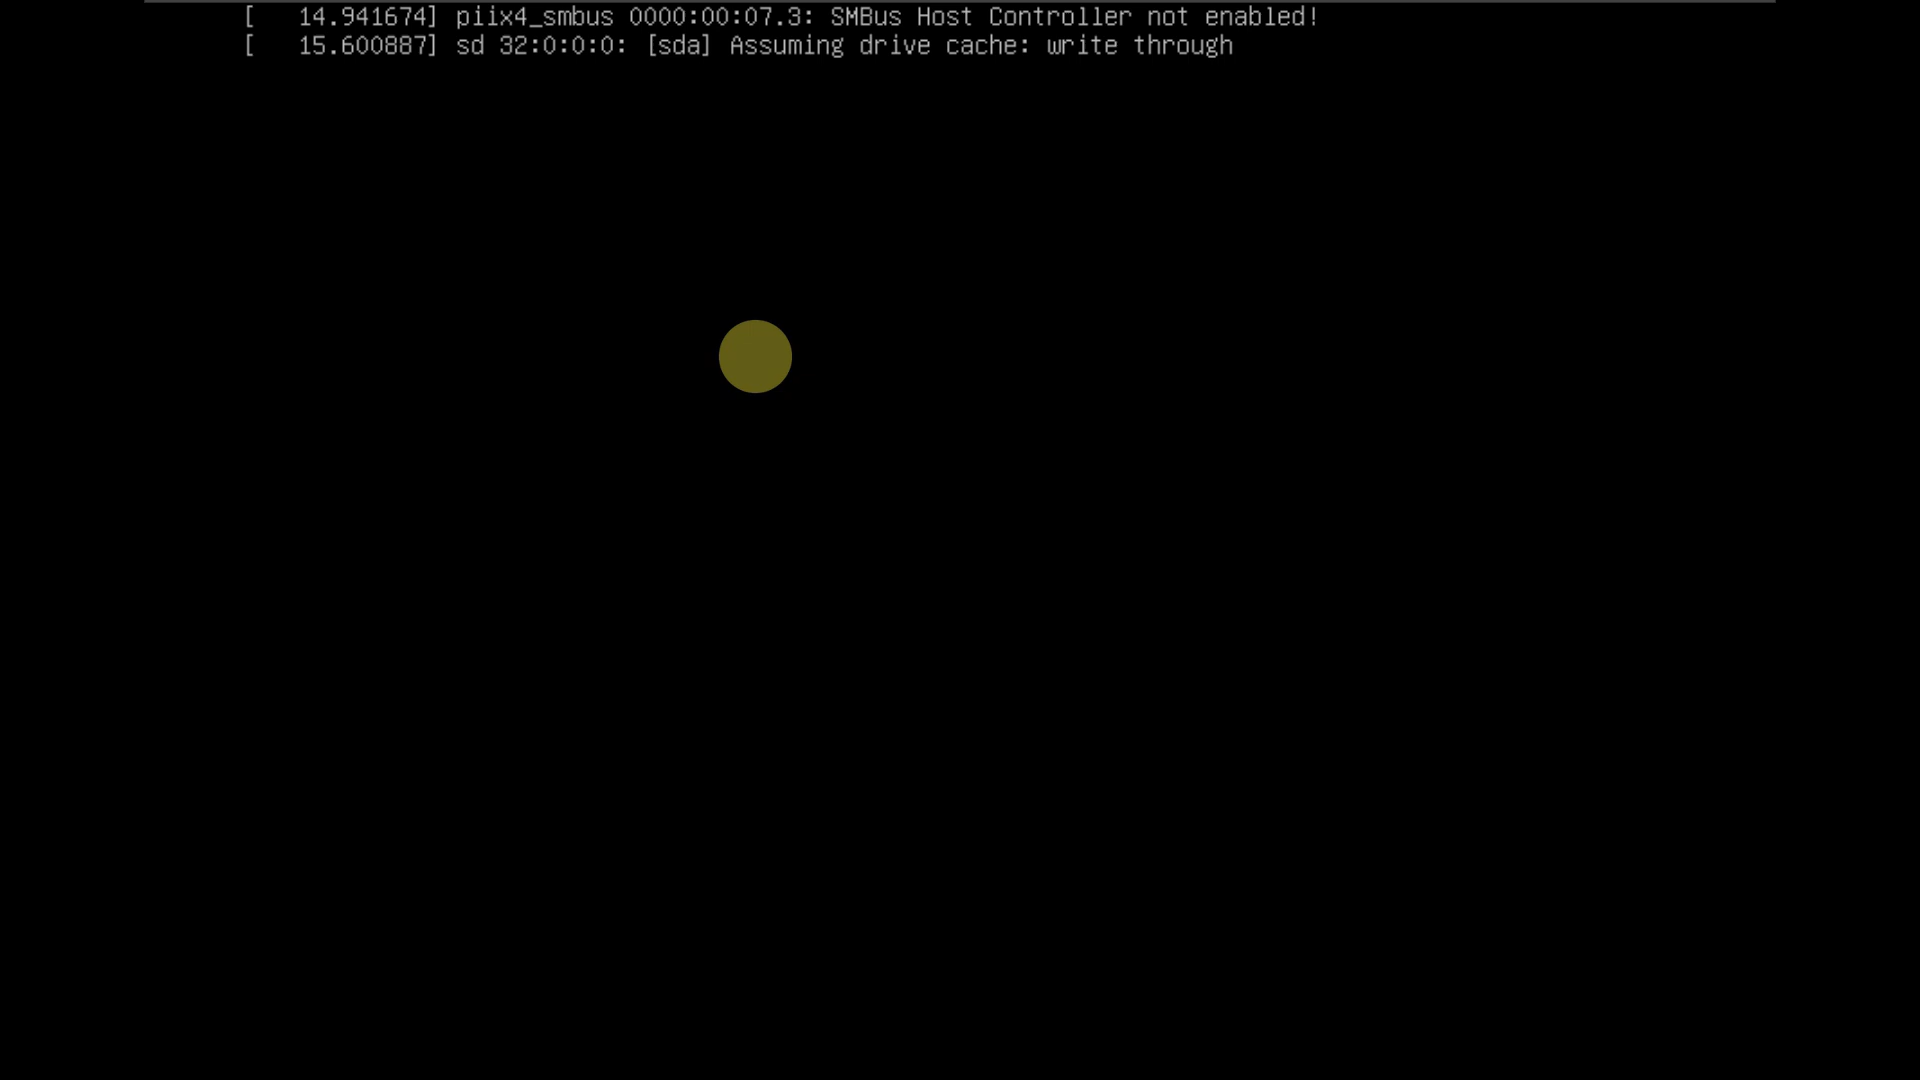 [   14.941674] piix4_smbus 0000:00:07.3: SMBus Host Controller not enabled!
[   15.600887] sd 32:0:0:0: [sda] Assuming drive cache: write through